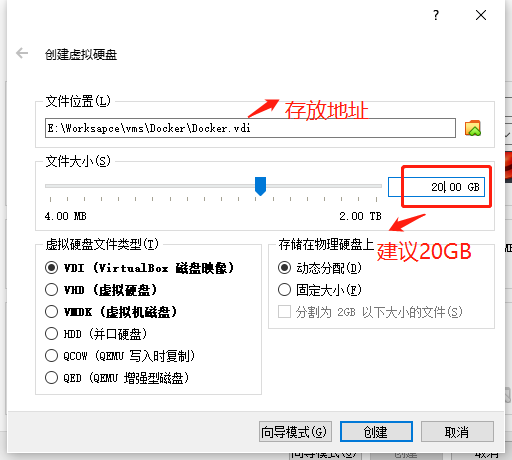 ?
创建虚拟硬盘
文件位置(L)
存放地址
E:\Worksapce\vms\Docker\Docker.vdi
文件大小(S)
20.00 GB
4.00 MB
2.00 TB
建议20GB
虚拟硬盘文件类型(T)
存储在物理硬盘上
VDI (VirtualBox 磁盘映像)
动态分配(D)
VHD (虚拟硬盘)
固定大小(F)
VMDK (虚拟机磁盘)
分割为 2GB 以下大小的文件(S)
HDD (并口硬盘)
QCOW (QEMU 写入时复制)
QED (QEMU 增强型磁盘)
向导模式(G)
创建
取消